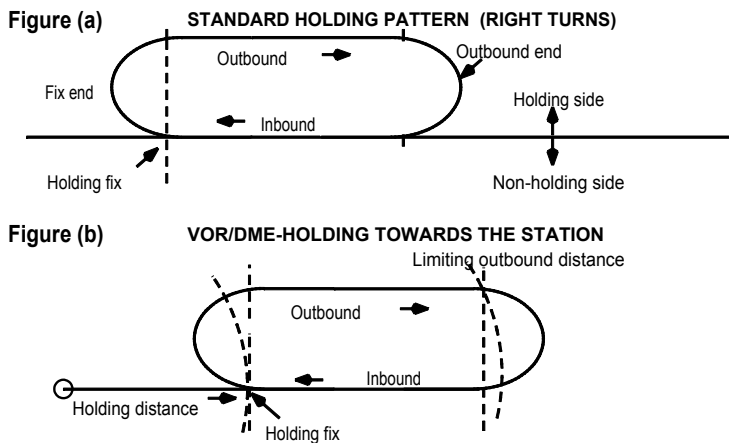 Figure (a) STANDARD HOLDING PATTERN (RIGHT TURNS)
Outbound
Outbound end
Fix end
Holding side
Inbound
Holding fix
Non-holding side
Figure (b) VOR/DME-HOLDING TOWARDS THE STATION
Limiting outbound distance
Outbound
Inbound
Holding distance
Holding fix